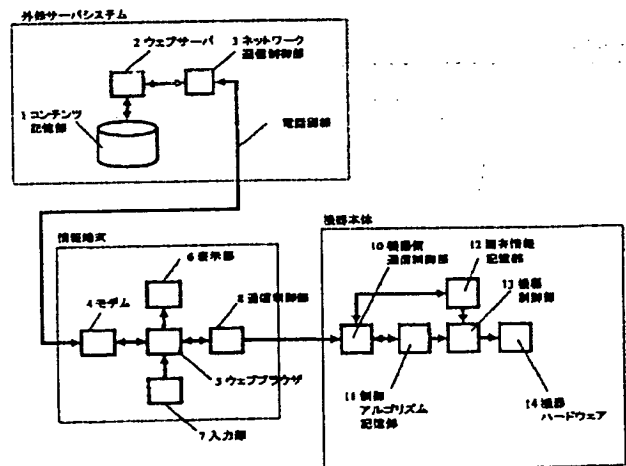 外部サーバシステム
2 ウェブサーバ
3 ネットワーク
通信制御部
1 コンテンツ
記憶部
情報端末
6 表示部
8 通信制御部
4 モデム
5 ウェブブラウザ
7 入力部
機器本体
10 機器側
通信制御部
12 固有情報
記憶部
13 機器
制御部
11 制御
アルゴリズム
記憶部
14 機器
ハードウェア